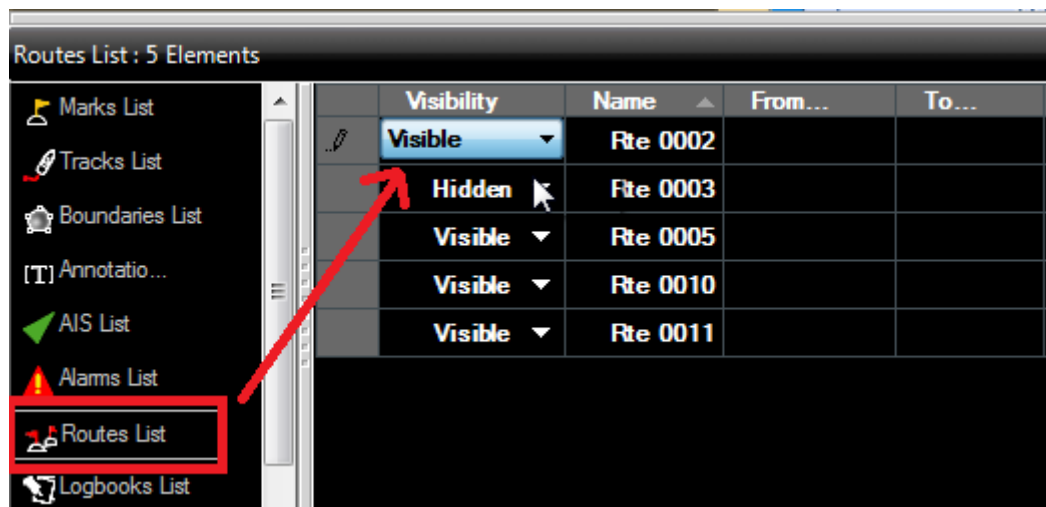 Routes List : 5 Elements
Marks List
Tracks List
Boundaries List
[T] Annotatio...
AIS List
Alarms List
Routes List
Logbooks List
Visibility Name From... To...
Visible Rte 0002
Hidden Rte 0003
Visible Rte 0005
Visible Rte 0010
Visible Rte 0011